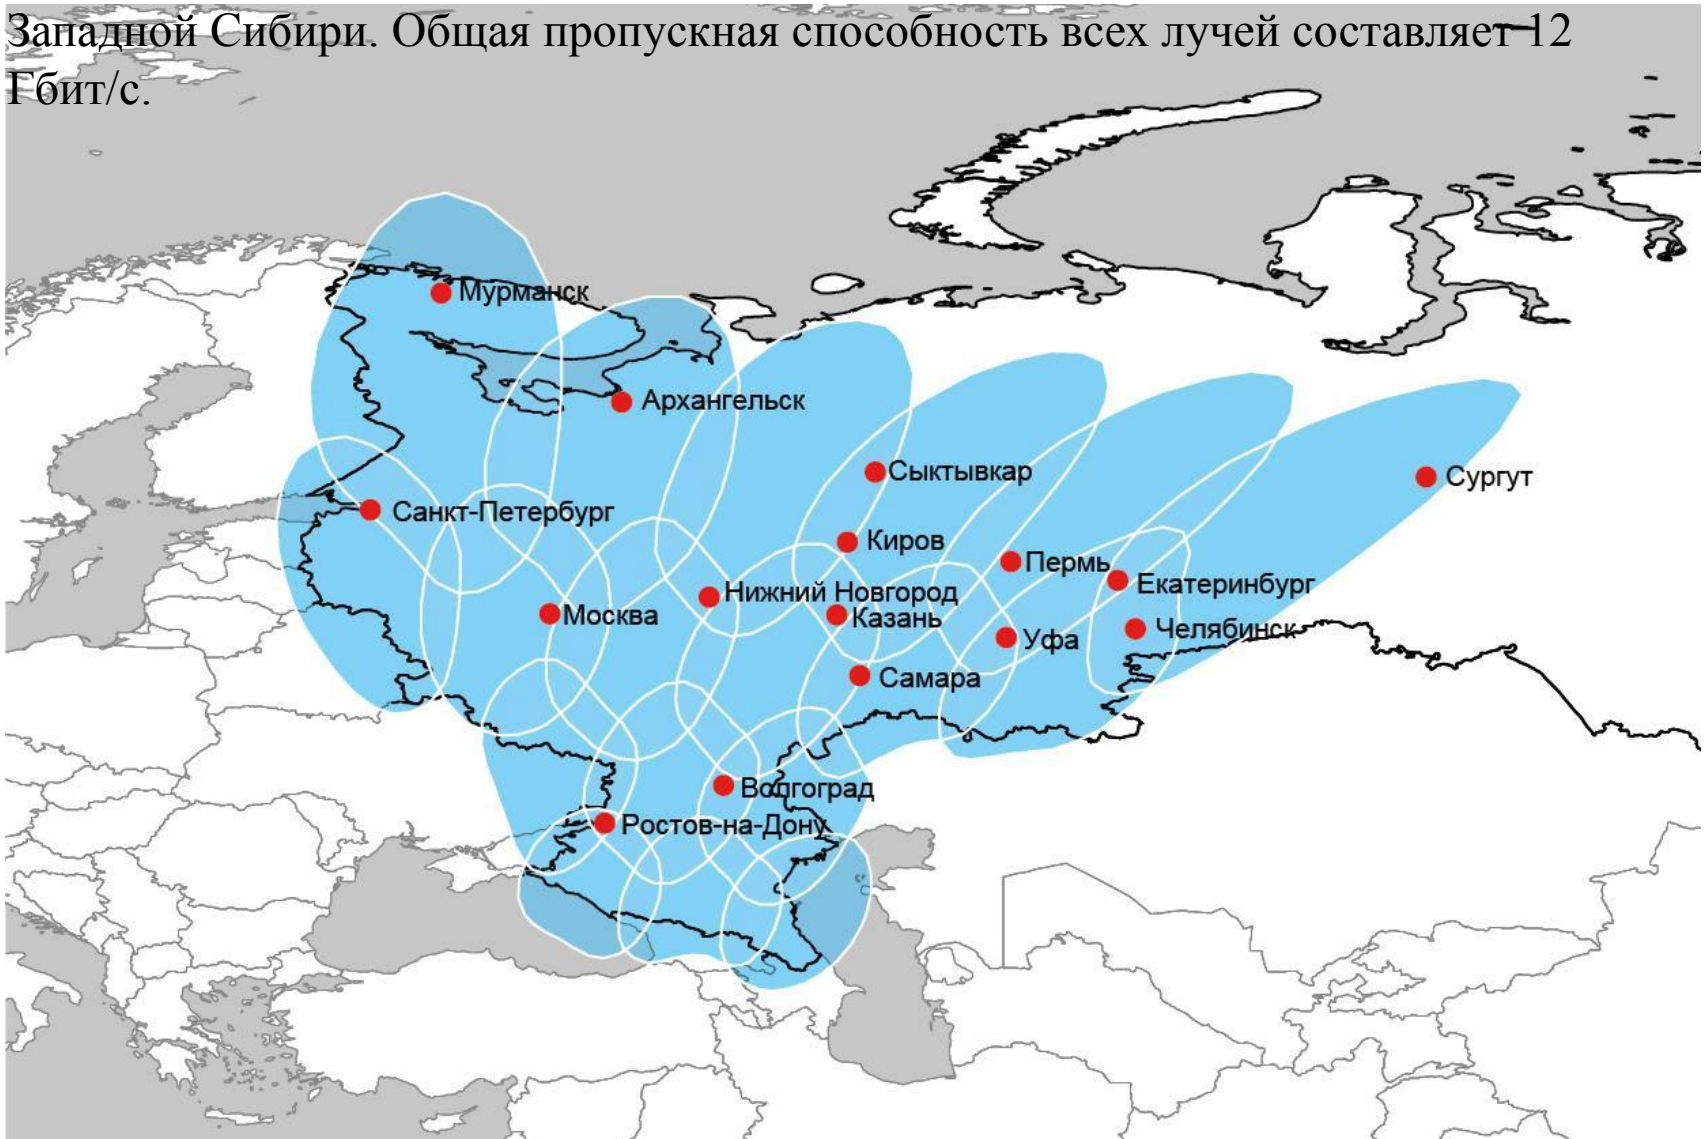 Западной Сибири. Общая пропускная способность всех лучей составляет 12
Гбит/с.
Мурманск
Архангельск
Сыктывкар
Сургут
Санкт-Петербург
Киров
Пермь
Екатеринбург
Нижний Новгород
Москва
Казань
Челябинск
Уфа
Самара
Волгоград
Ростов-на-Дону